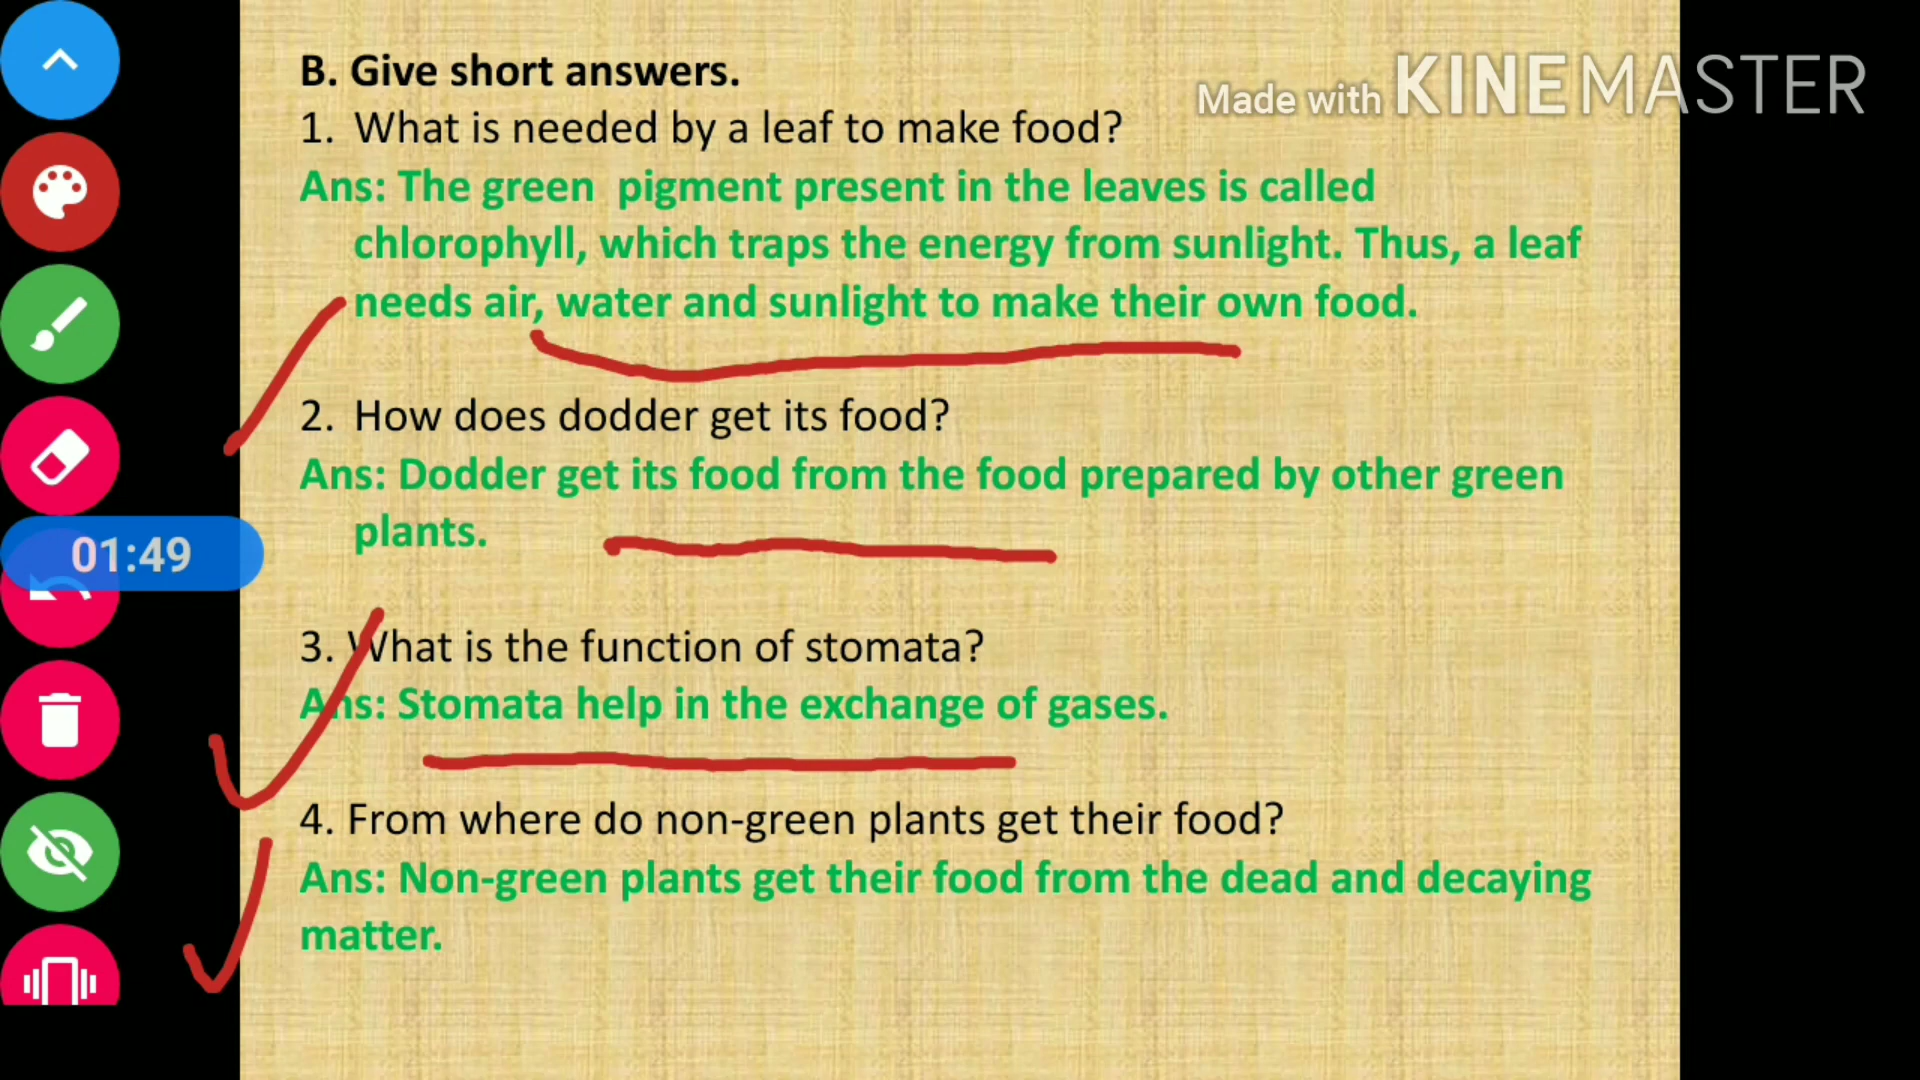 B. Give short answers.
Made with KINEMASTER
1. What is needed by a leaf to make food?
Ans: The green pigment present in the leaves is called
chlorophyll, which traps the energy from sunlight. Thus, a leaf
needs air, water and sunlight to make their own food.
2. How does dodder get its food?
Ans: Dodder get its food from the food prepared by other green
plants.
01:49
3. What is the function of stomata?
Ans: Stomata help in the exchange of gases.
4. From where do non-green plants get their food?
Ans: Non-green plants get their food from the dead and decaying
matter.